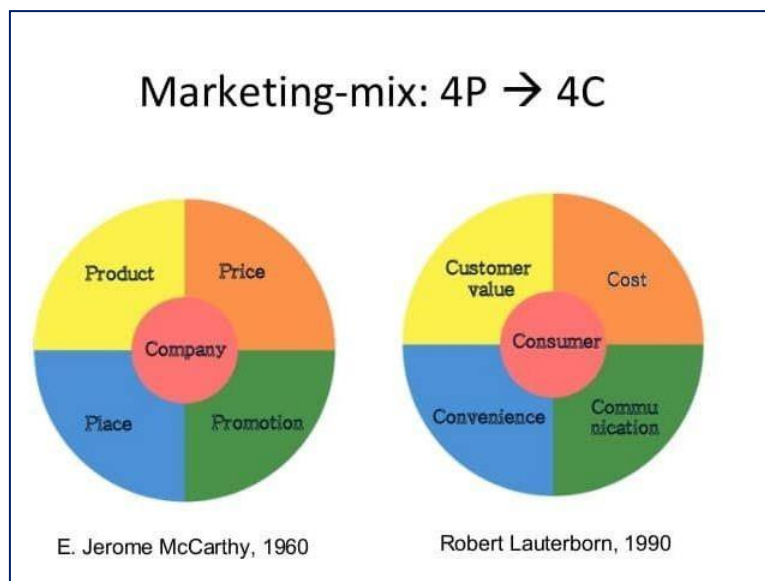 Marketing-mix: 4P → 4C
Product
Price
Company
Place
Promotion
E. Jerome McCarthy, 1960
Customer
value
Cost
Consumer
Convenience
Commu
nication
Robert Lauterborn, 1990